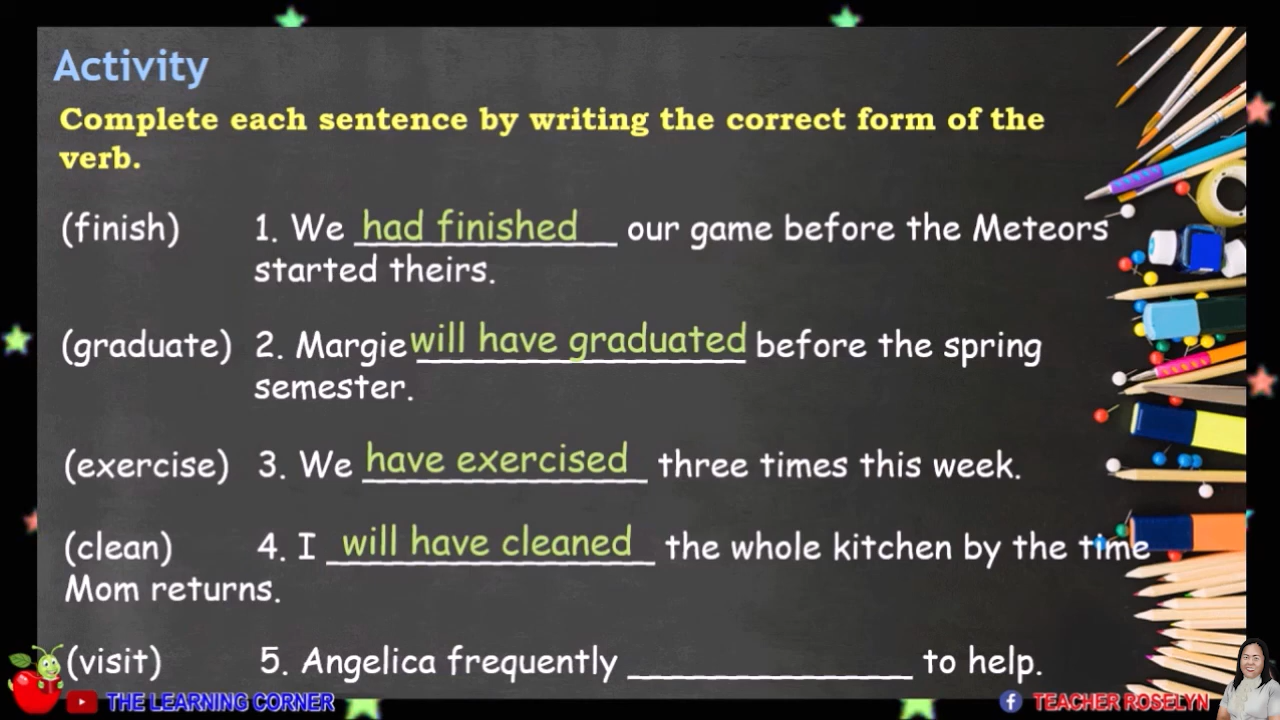 Activity
Complete each sentence by writing the correct form of the
verb.
(finish) 1. We had finished our game before the Meteors
started theirs.
(graduate) 2. Margie will have graduated before the spring
semester.
(exercise) 3. We have exercised three times this week.
(clean) 4. I will have cleaned the whole kitchen by the time
Mom returns.
(visit) 5. Angelica frequently ______________ to help.
THE LEARNING CORNER TEACHER ROSELYN